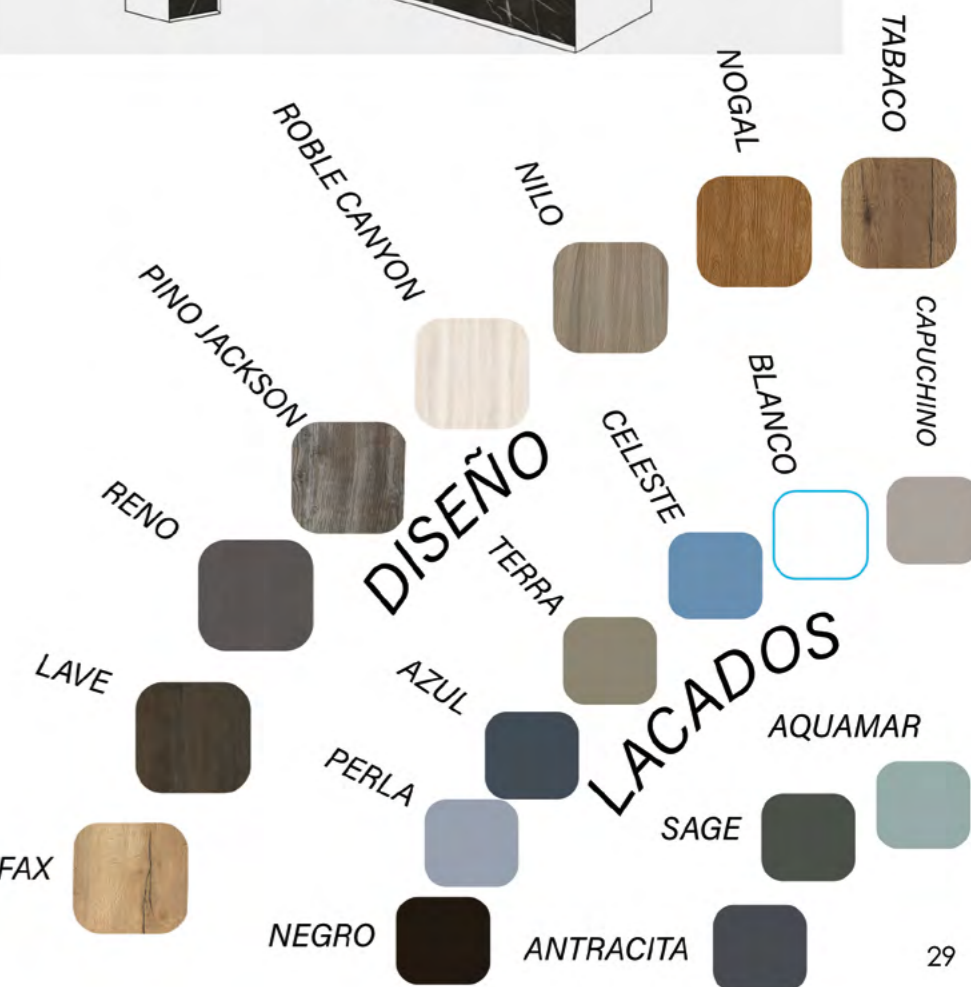 TABACO
NOGAL
NILO
ROBLE CANYON
PINO JACKSON
RENO
LAVE
FAX
DISEÑO
CAPUCHINO
BLANCO
CELESTE
TERRA
AZUL
PERLA
NEGRO
LACADOS
AQUAMAR
SAGE
ANTRACITA
29